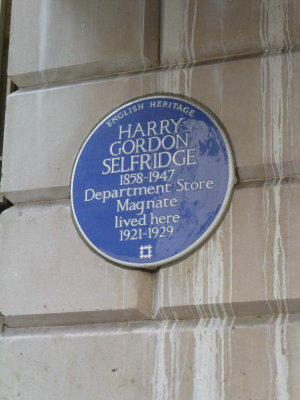 ENGLISH HERITAGE
HARRY
GORDON
SELFRIDGE
1858-1947
Department Store
Magnate
lived here
1921-1929